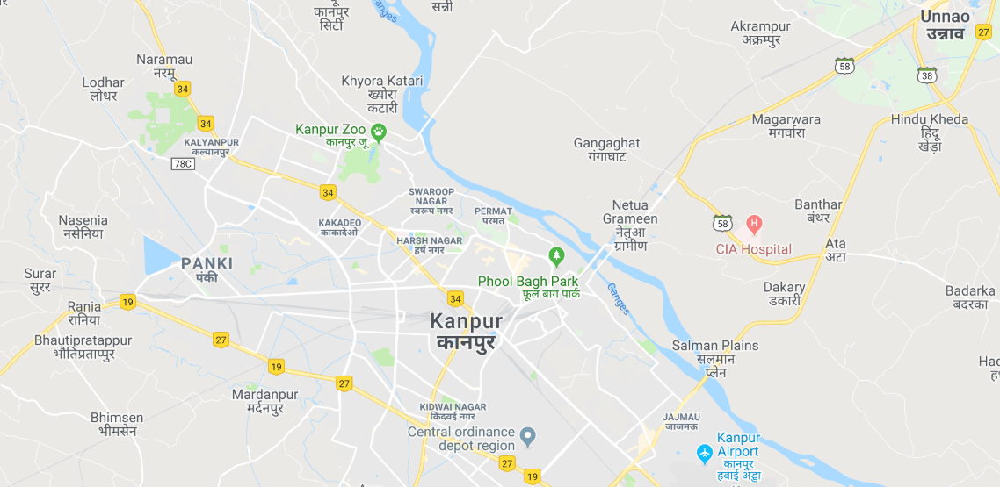 कानपुर
सिटी
Ganges
सन्नी
Unnao
उन्नाव
27
Akrampur
अक्रम्पुर
58
38
Naramau
नरमू
Lodhar
लोधर
34
Khyora Katari
ख्योरा
कटारी
34
Kanpur Zoo
कानपुर जू
Magarwara
मगर्वारा
Hindu Kheda
हिंदू
खेड़ा
KALYANPUR
कल्यानपुर
78C
Gangaghat
गंगाघाट
34
SWAROOP
NAGAR
स्वरूप नगर
PERMAT
परमत
Netua
Grameen
नेतुआ
ग्रामीण
Banthar
बंथर
Nasenia
नसेनिया
KAKADEO
काकादेओ
HARSH NAGAR
हर्ष नगर
58
CIA Hospital
H
Ata
अटा
PANKI
पंकी
Surar
सुरर
Phool Bagh Park
फूल बाग पार्क
Ganges
Dakary
डकारी
Badarka
बदरका
Rania
रानिया
19
34
Kanpur
कानपुर
Bhautipratappur
भौतिप्रताप्पुर
27
19
27
Salman Plains
सलमान
प्लेन
Mardanpur
मर्दनपुर
Bhimsen
भीमसेन
KIDWAI NAGAR
किदवई नगर
Central ordinance
depot region
JAJMAU
जाजमऊ
Kanpur
Airport
कानपुर
हवाई अड्डा
27
19